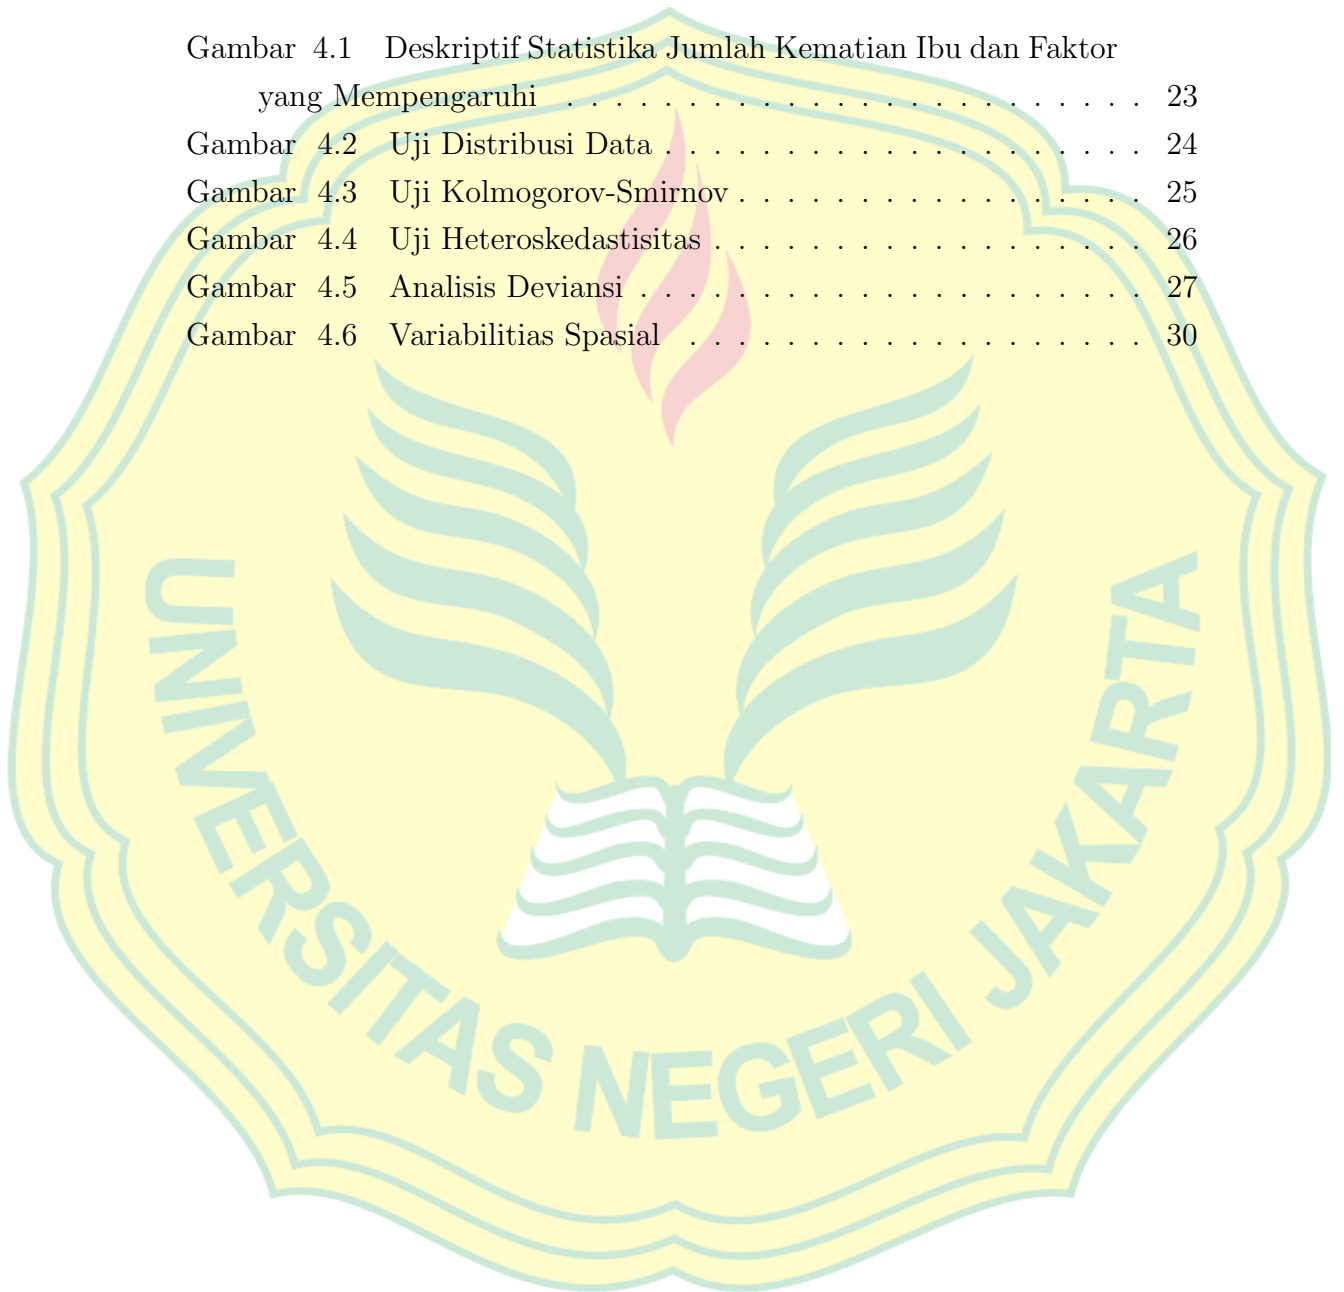 Gambar 4.1 Deskriptif Statistika Jumlah Kematian Ibu dan Faktor
yang Mempengaruhi . . . . . . . . . . . . . . . . . . . . . . . . 23
Gambar 4.2 Uji Distribusi Data . . . . . . . . . . . . . . . . . . . . 24
Gambar 4.3 Uji Kolmogorov-Smirnov . . . . . . . . . . . . . . . . . 25
Gambar 4.4 Uji Heteroskedastisitas . . . . . . . . . . . . . . . . . . 26
Gambar 4.5 Analisis Deviansi . . . . . . . . . . . . . . . . . . . . . 27
Gambar 4.6 Variabilitias Spasial . . . . . . . . . . . . . . . . . . . 30
UNIVERSITAS NEGERI JAKARTA